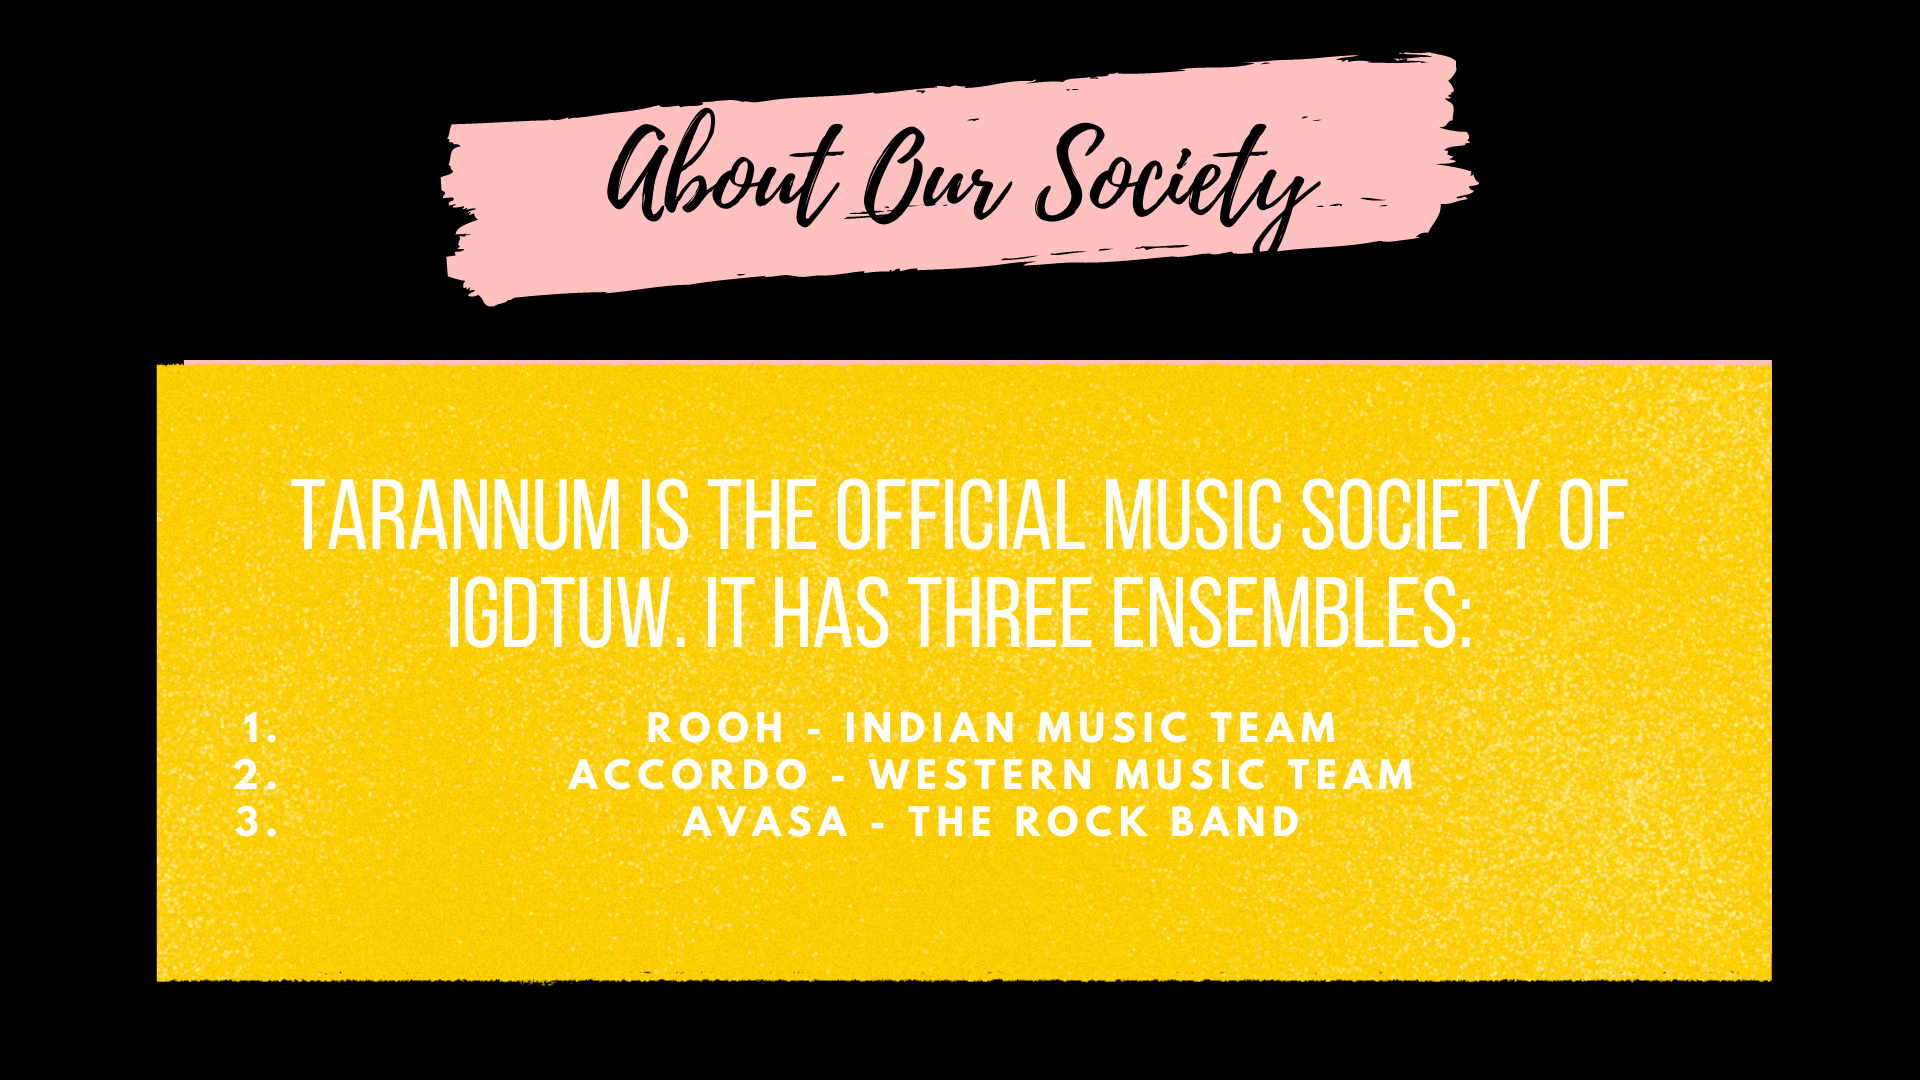 About Our Society
TARANNUM IS THE OFFICIAL MUSIC SOCIETY OF
IGDTUW. IT HAS THREE ENSEMBLES:
1. ROOH - INDIAN MUSIC TEAM
2. ACCORDO - WESTERN MUSIC TEAM
3. AVASA - THE ROCK BAND